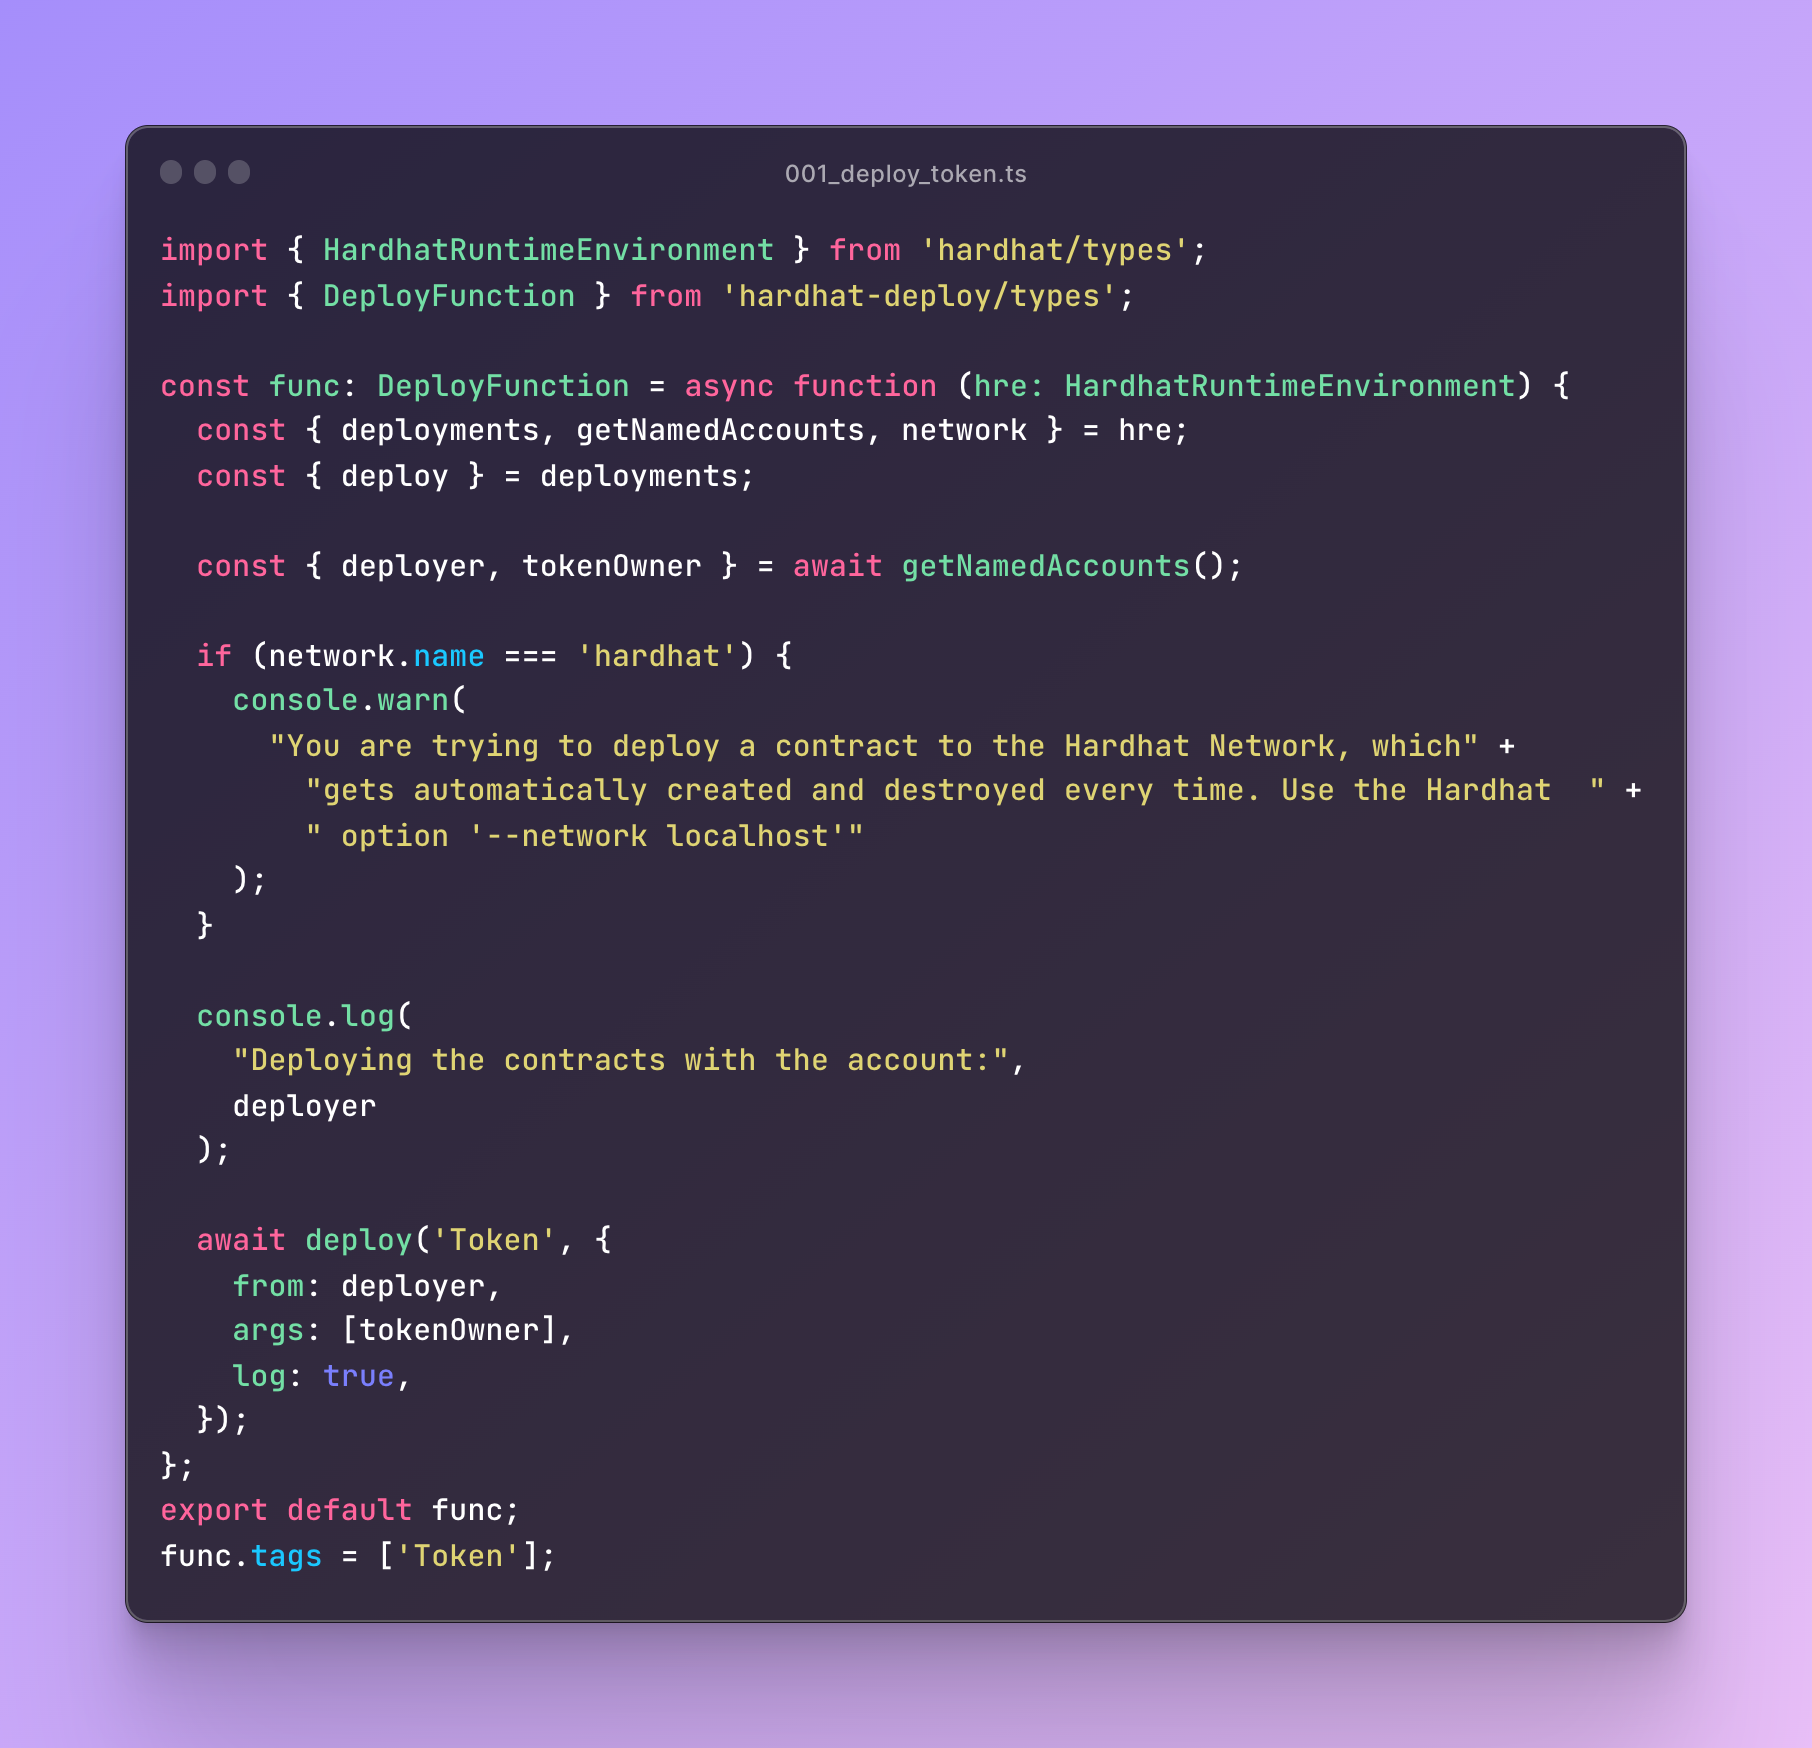 001_deploy_token.ts
import { HardhatRuntimeEnvironment } from 'hardhat/types';
import { DeployFunction } from 'hardhat-deploy/types';

const func: DeployFunction = async function (hre: HardhatRuntimeEnvironment) {
  const { deployments, getNamedAccounts, network } = hre;
  const { deploy } = deployments;

  const { deployer, tokenOwner } = await getNamedAccounts();

  if (network.name === 'hardhat') {
    console.warn(
      "You are trying to deploy a contract to the Hardhat Network, which" +
        "gets automatically created and destroyed every time. Use the Hardhat  " +
        " option '--network localhost'"
    );
  }

  console.log(
    "Deploying the contracts with the account:",
    deployer
  );

  await deploy('Token', {
    from: deployer,
    args: [tokenOwner],
    log: true,
  });
};
export default func;
func.tags = ['Token'];